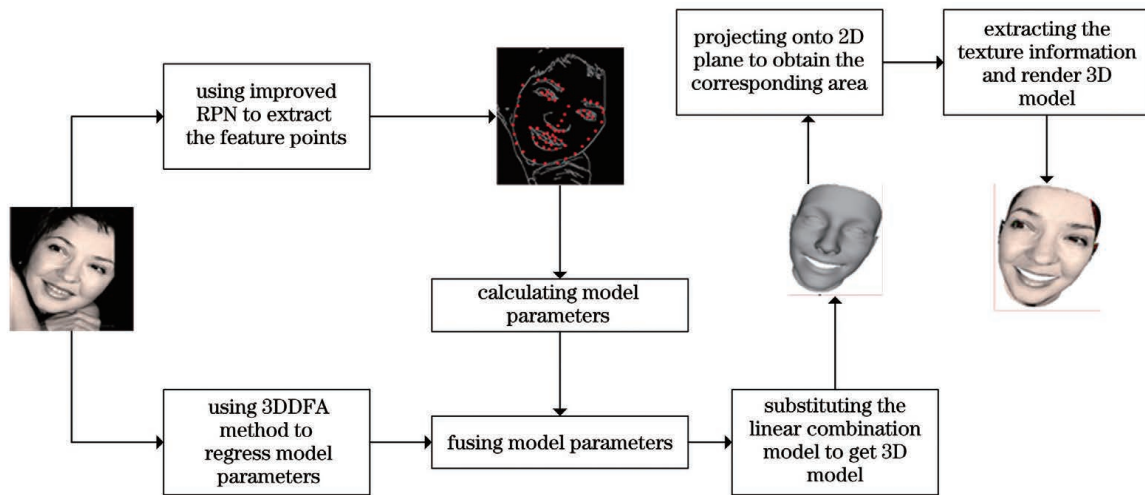 using improved
RPN to extract
the feature points
calculating model
parameters
using 3DDFA
method to
regress model
parameters
fusing model parameters
substituting the
linear combination
model to get 3D
model
projecting onto 2D
plane to obtain the
corresponding area
extracting the
texture information
and render 3D
model